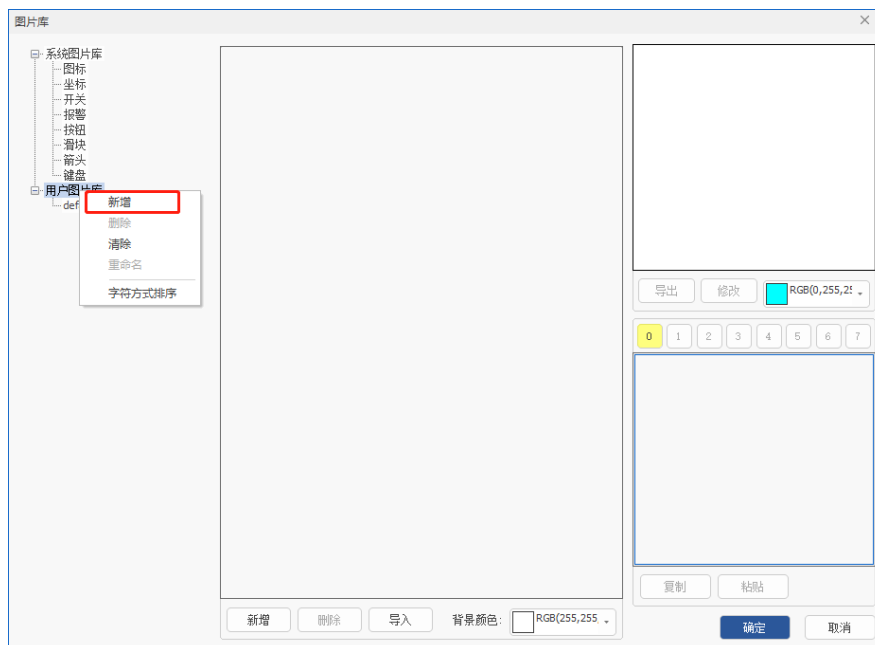 图片库
系统图片库
图标
坐标
开关
报警
按钮
滑块
箭头
键盘
用户图片库
def
新增
删除
清除
重命名
字符方式排序
导出 修改 RGB(0,255,25
0 1 2 3 4 5 6 7
复制 粘贴
新增 删除 导入 背景颜色: RGB(255,255,
确定 取消